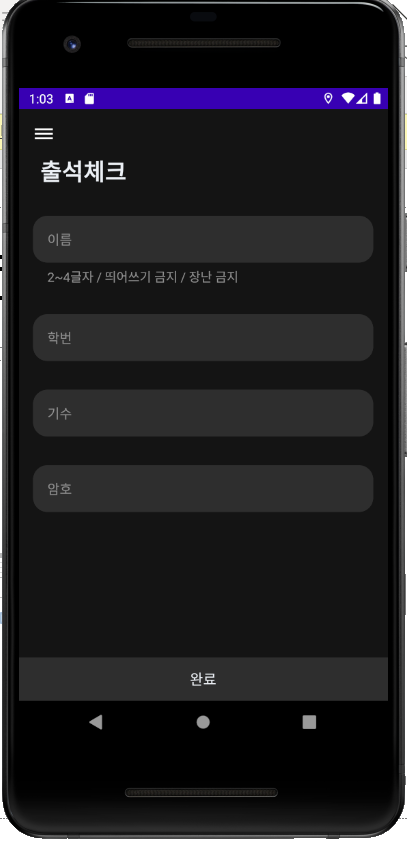 1:03
출석체크
이름
2~4글자 / 띄어쓰기 금지 / 장난 금지
학번
기수
암호
완료